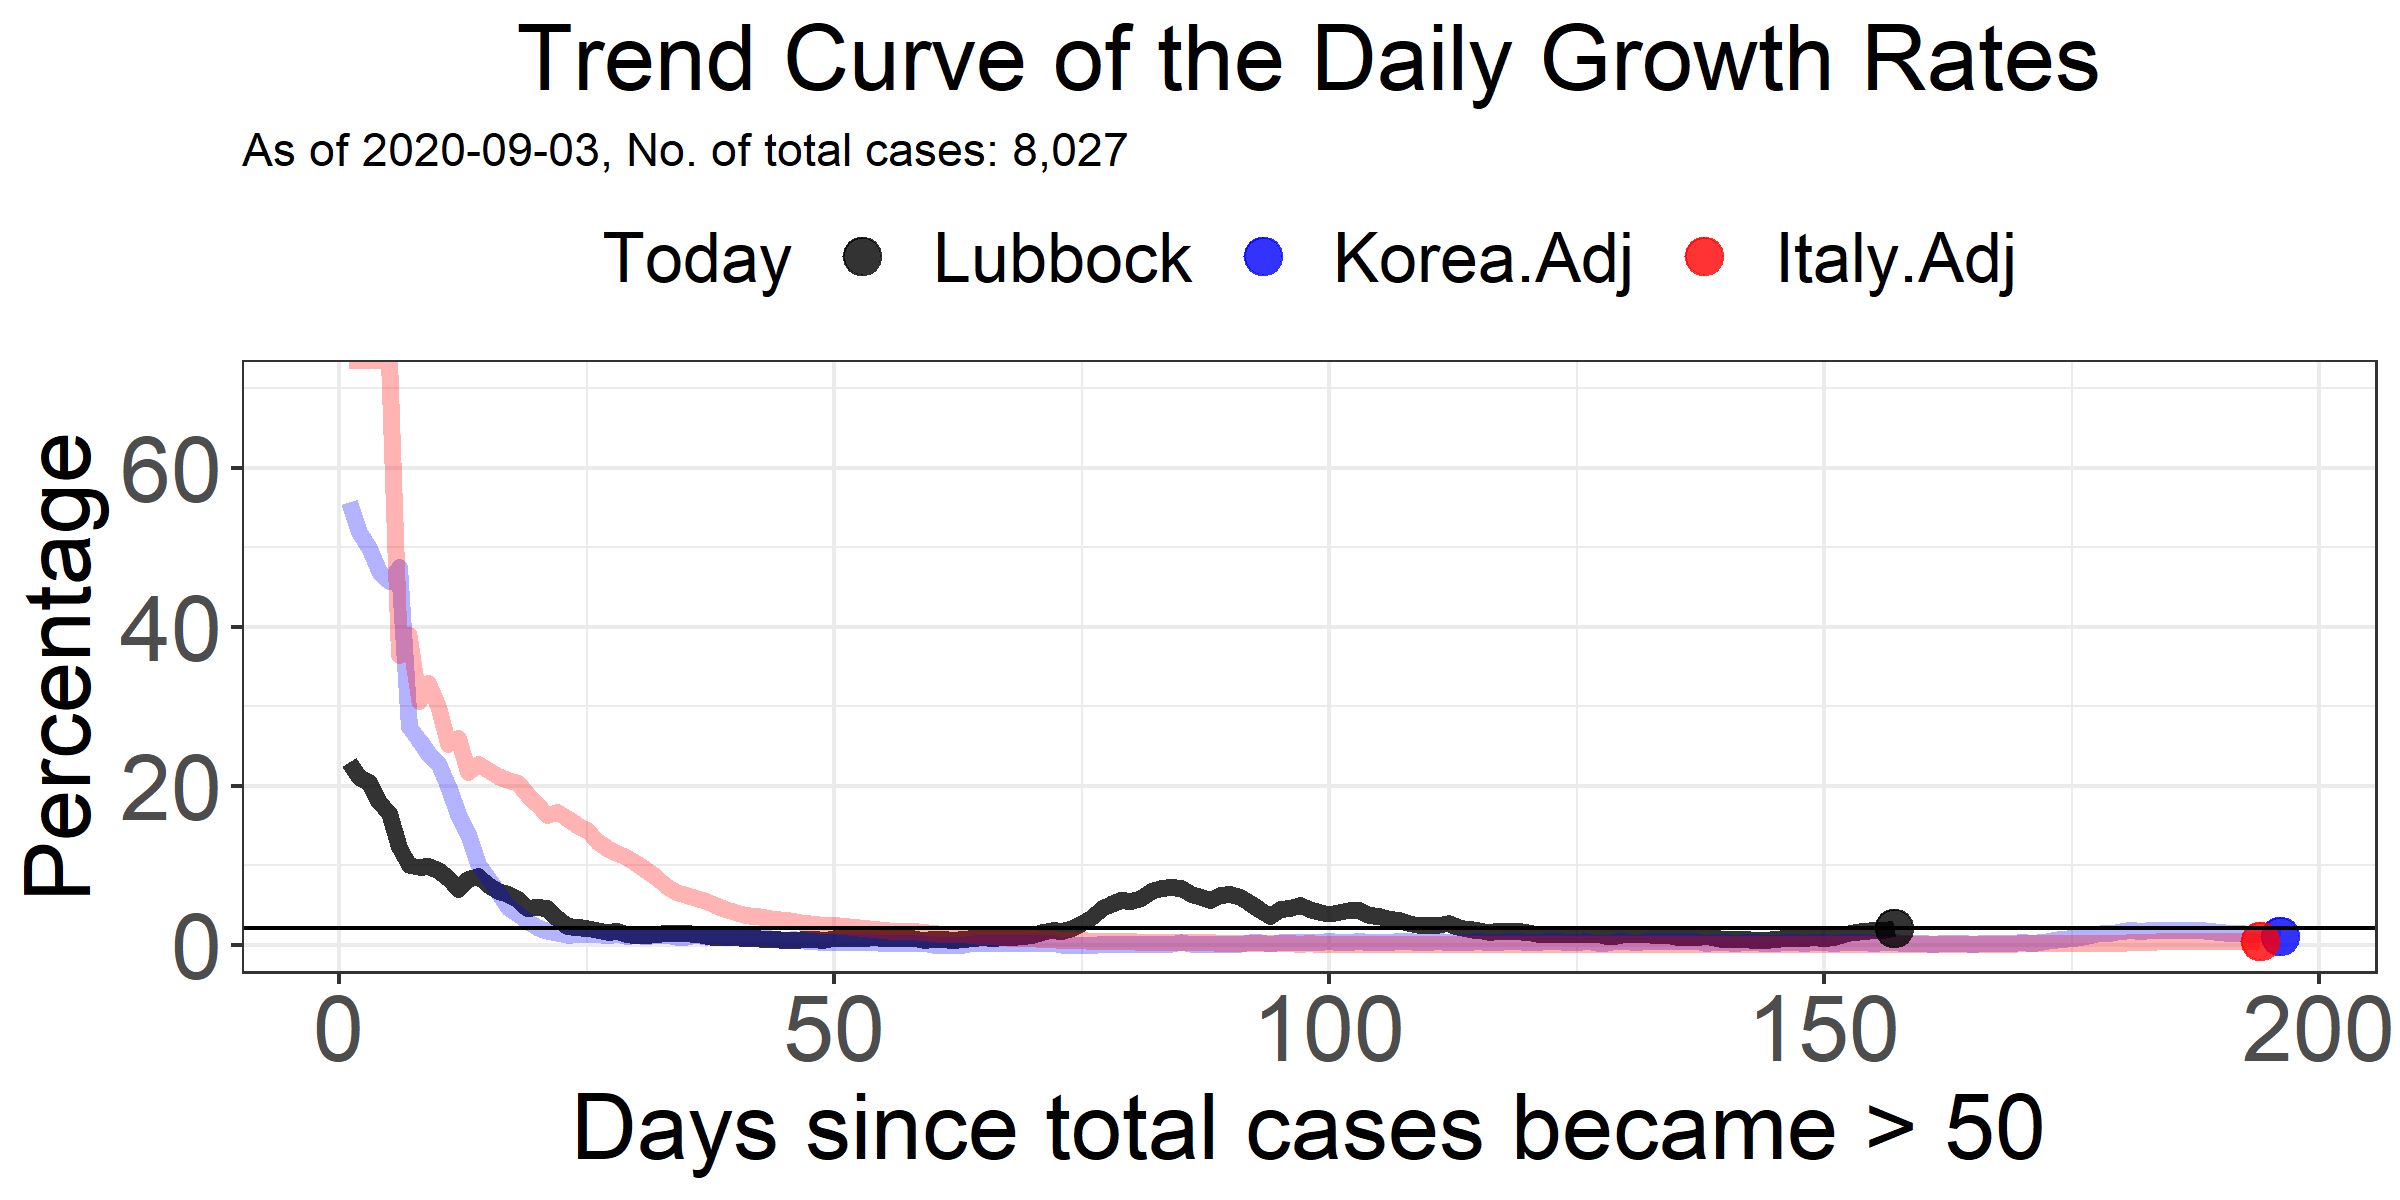 Trend Curve of the Daily Growth Rates
As of 2020-09-03, No. of total cases: 8,027
Today Lubbock Korea.Adj Italy.Adj
Percentage
60
40
20
0
0 50 100 150 200
Days since total cases became > 50